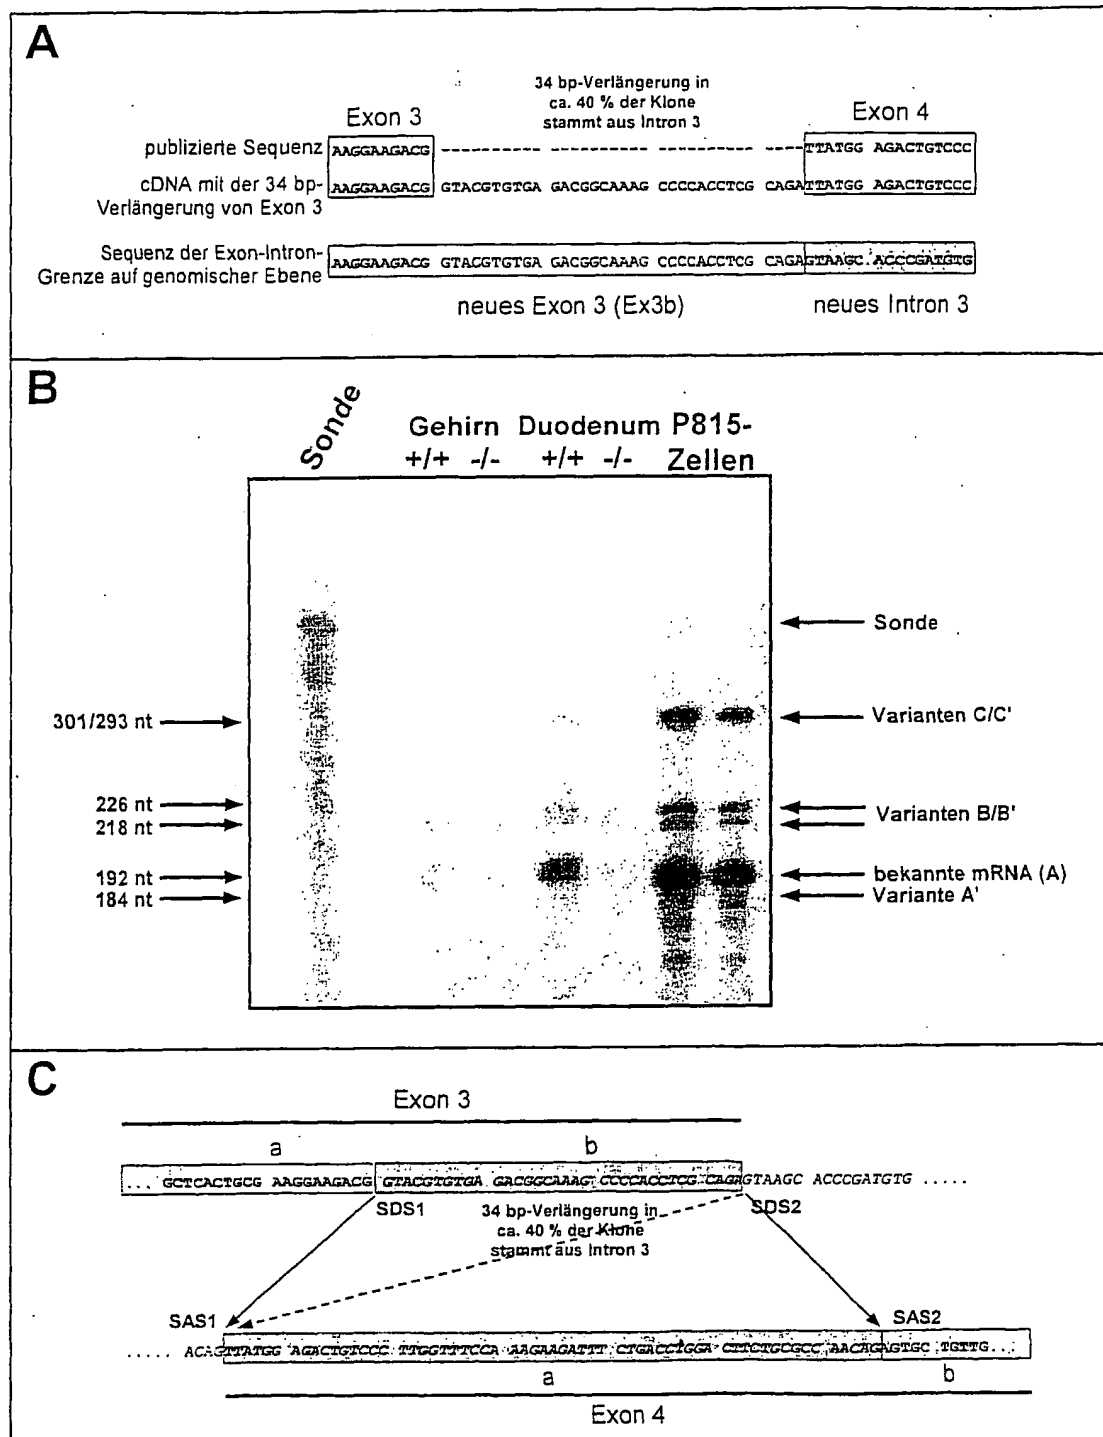 A
34 bp-Verlängerung in
ca. 40 % der Klone
stammt aus Intron 3
Exon 3
Exon 4
publizierte Sequenz
AAGGAAGACG ---------- ---------- ---------- ----TTATGG AGACTGTCCC
cDNA mit der 34 bp-
Verlängerung von Exon 3
AAGGAAGACG GTACGTGTGA GACGGCAAAG CCCCACCTCG CAGATTATGG AGACTGTCCC
Sequenz der Exon-Intron-
Grenze auf genomischer Ebene
AAGGAAGACG GTACGTGTGA GACGGCAAAG CCCCACCTCG CAGAGTAAGC ACCCGATGTG
neues Exon 3 (Ex3b)
neues Intron 3
B
Sonde
Gehirn Duodenum P815-
+/+ -/- +/+ -/- Zellen
Sonde
301/293 nt
Varianten C/C'
226 nt
218 nt
Varianten B/B'
192 nt
bekannte mRNA (A)
184 nt
Variante A'
C
Exon 3
a
b
... GCTCACTGCG AAGGAAGACG GTACGTGTGA GACGGCAAAG CCCCACCTCG CAGAGTAAGC ACCCGATGTG .....
SDS1
34 bp-Verlängerung in
ca. 40 % der Klone
stammt aus Intron 3
SDS2
SAS1
SAS2
..... ACAGTTATGG AGACTGTCCC TTGGTTTCCA AAGAAGATTT CTGACCTGGA CTTCTGCGCC AACAGAGTGC TGTTG...
a
b
Exon 4